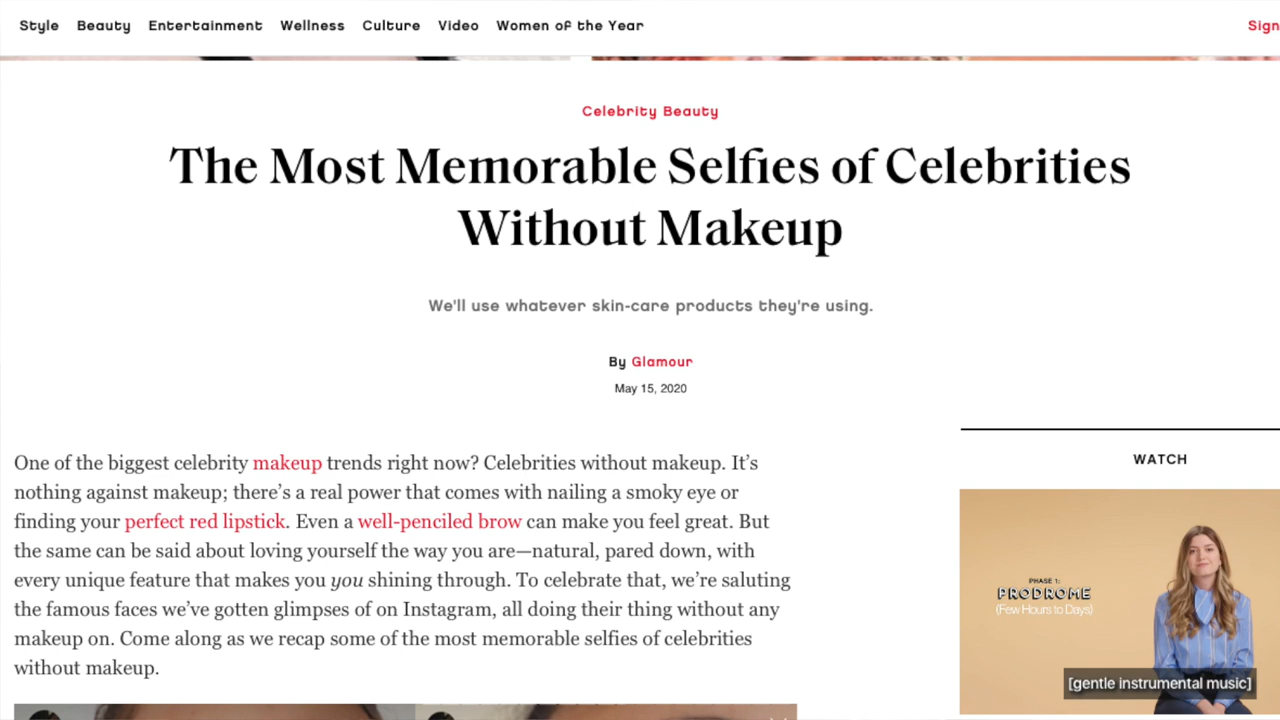 Style Beauty Entertainment Wellness Culture Video Women of the Year Sign
Celebrity Beauty
The Most Memorable Selfies of Celebrities
Without Makeup
We'll use whatever skin-care products they're using.
By Glamour
May 15, 2020
One of the biggest celebrity makeup trends right now? Celebrities without makeup. It’s
nothing against makeup; there’s a real power that comes with nailing a smoky eye or
finding your perfect red lipstick. Even a well-penciled brow can make you feel great. But
the same can be said about loving yourself the way you are—natural, pared down, with
every unique feature that makes you you shining through. To celebrate that, we’re saluting
the famous faces we’ve gotten glimpses of on Instagram, all doing their thing without any
makeup on. Come along as we recap some of the most memorable selfies of celebrities
without makeup.
WATCH
PHASE 1:
PRODROME
(Few Hours to Days)
[gentle instrumental music]